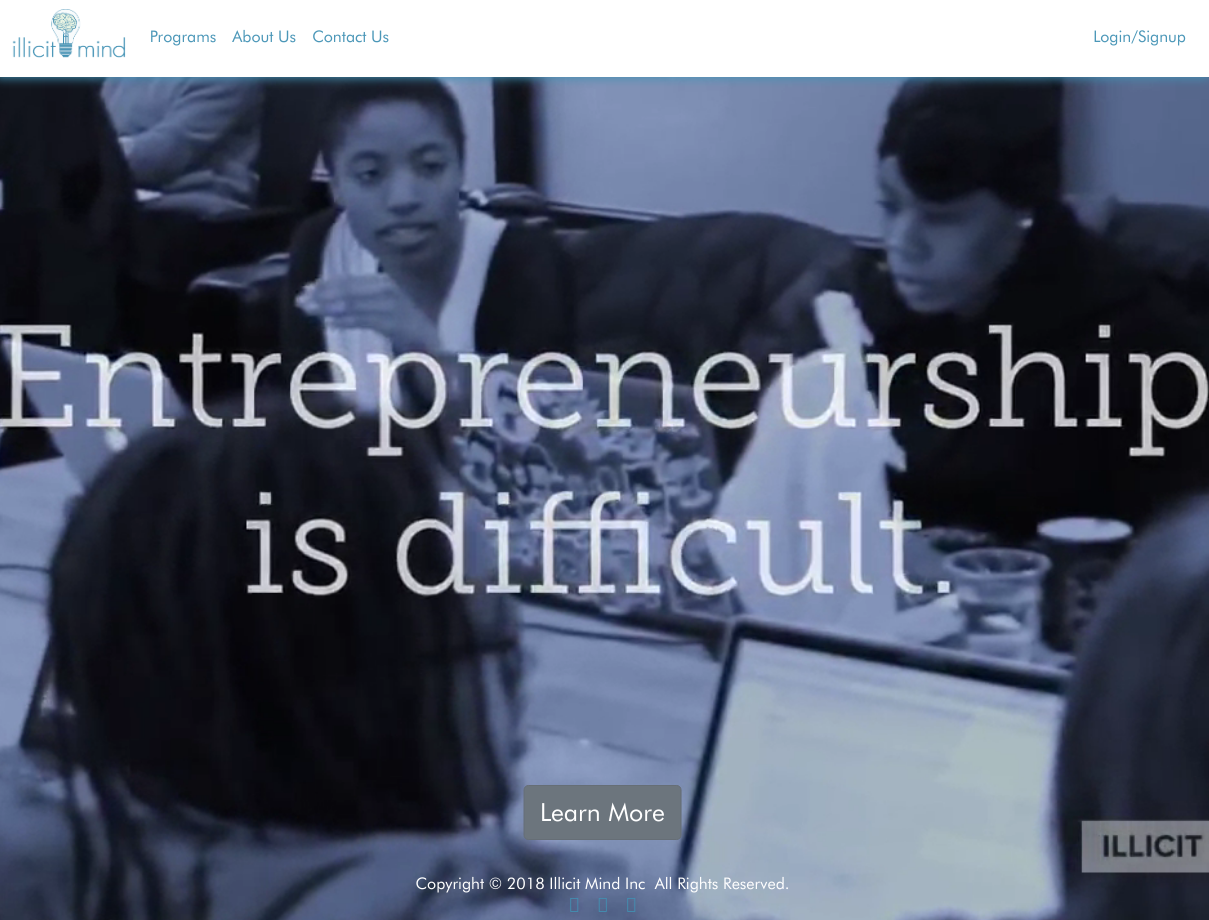 illicit mind
Programs About Us Contact Us Login/Signup
Entrepreneurship
is difficult.
Learn More
ILLICIT
Copyright © 2018 Illicit Mind Inc All Rights Reserved.